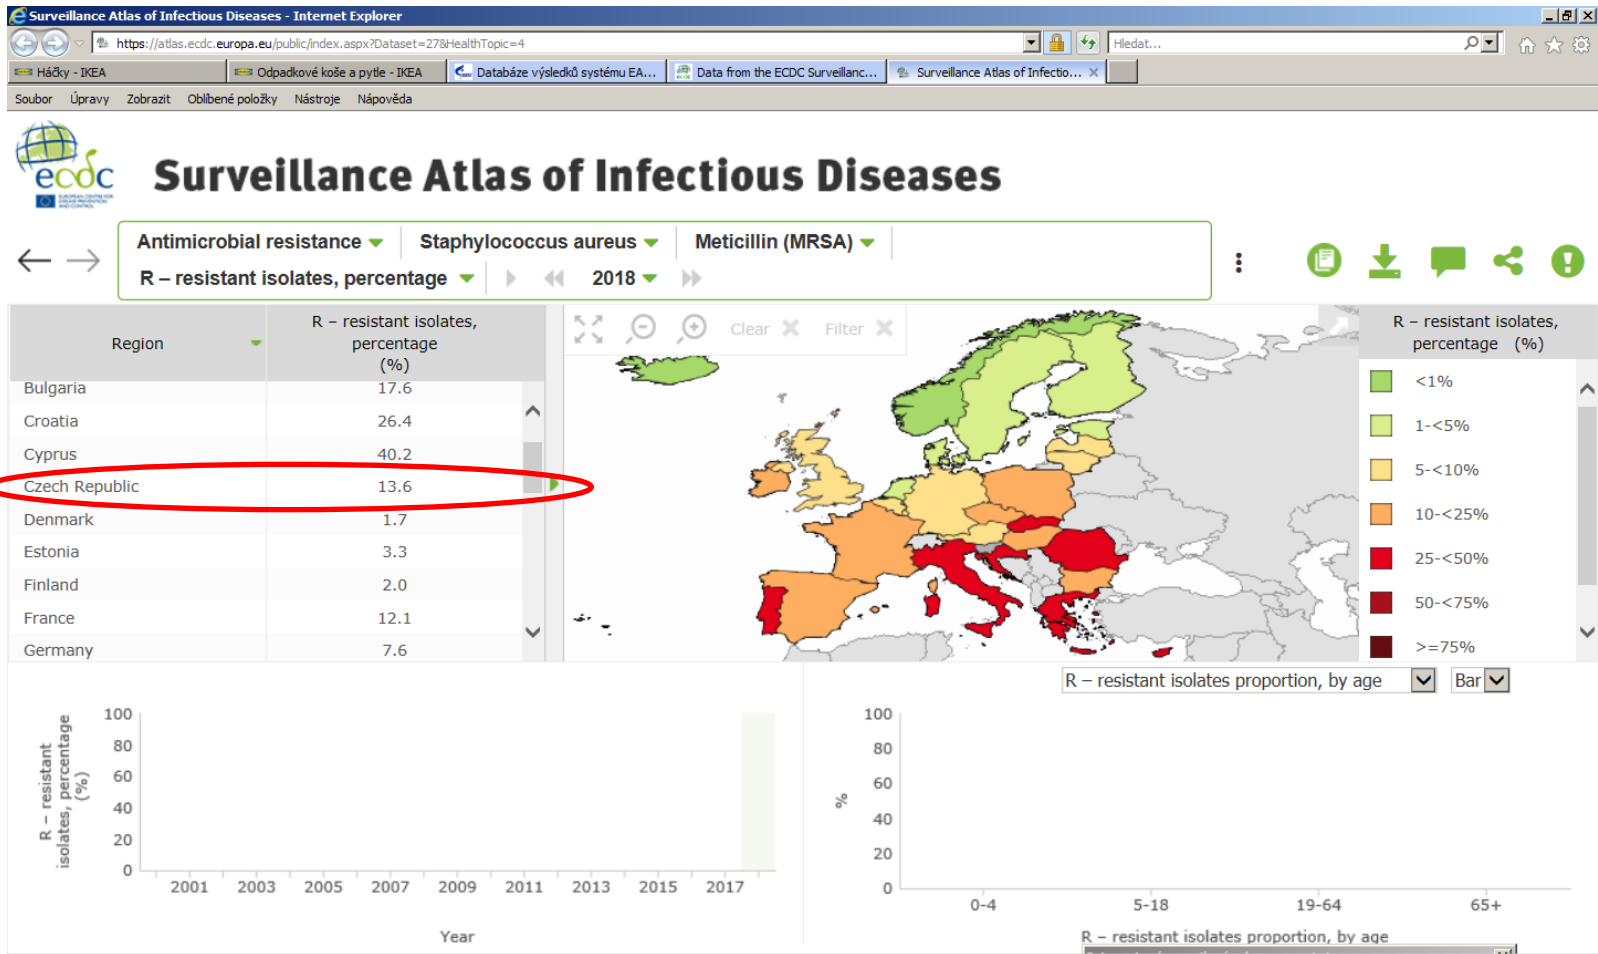 Surveillance Atlas of Infectious Diseases - Internet Explorer
https://atlas.ecdc.europa.eu/public/index.aspx?Dataset=27&HealthTopic=4
Hledat...
Háčky - IKEA
Odpadkové koše a pytle - IKEA
Databáze výsledků systému EA...
Data from the ECDC Surveillanc...
Surveillance Atlas of Infectio...
Soubor Úpravy Zobrazit Oblíbené položky Nástroje Nápověda
ecdc
EUROPEAN CENTRE FOR
DISEASE PREVENTION
AND CONTROL
Surveillance Atlas of Infectious Diseases
Antimicrobial resistance Staphylococcus aureus Meticillin (MRSA)
R – resistant isolates, percentage 2018
Region
R – resistant isolates,
percentage
(%)
Bulgaria 17.6
Croatia 26.4
Cyprus 40.2
Czech Republic 13.6
Denmark 1.7
Estonia 3.3
Finland 2.0
France 12.1
Germany 7.6
Clear Filter
R – resistant isolates,
percentage (%)
<1%
1-<5%
5-<10%
10-<25%
25-<50%
50-<75%
>=75%
R – resistant
isolates, percentage
(%)
100
80
60
40
20
0
2001 2003 2005 2007 2009 2011 2013 2015 2017
Year
R – resistant isolates proportion, by age Bar
%
100
80
60
40
20
0
0-4 5-18 19-64 65+
R – resistant isolates proportion, by age